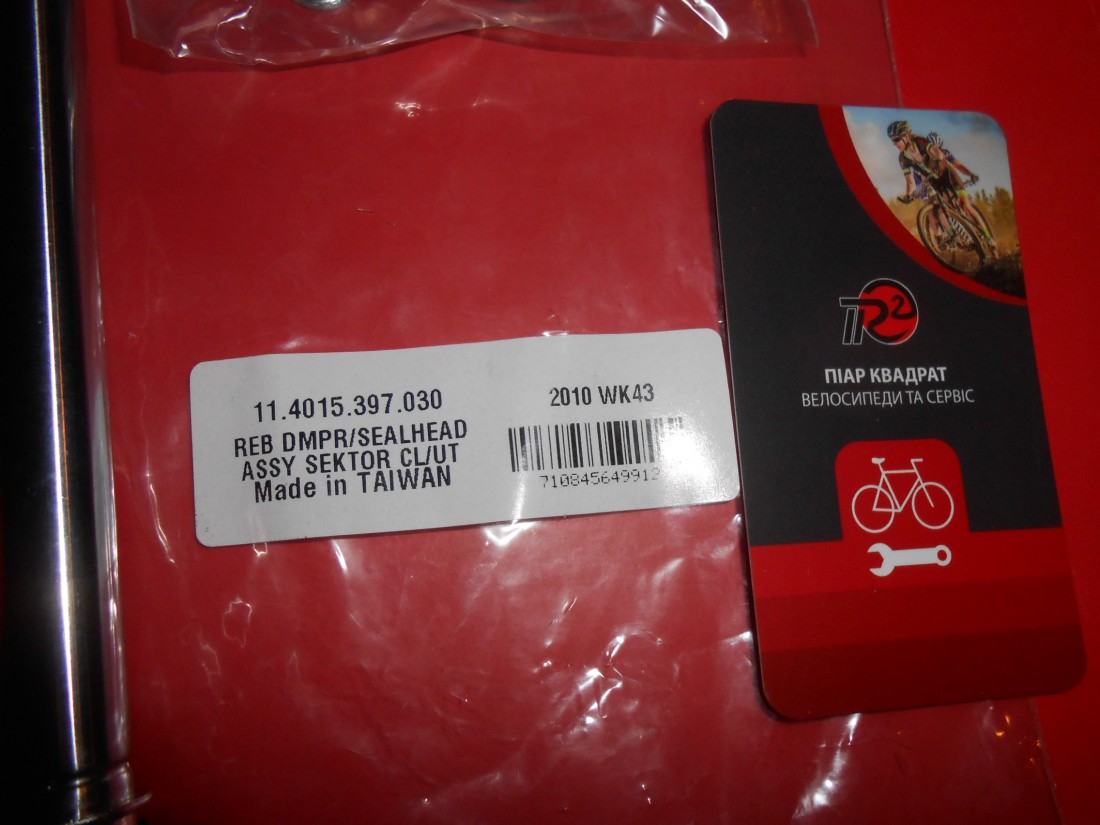 11.4015.397.030
REB DMPR/SEALHEAD
ASSY SEKTOR CL/UT
Made in TAIWAN
2010 WK43
710845649912
ПR2
ПІАР КВАДРАТ
ВЕЛОСИПЕДИ ТА СЕРВІС